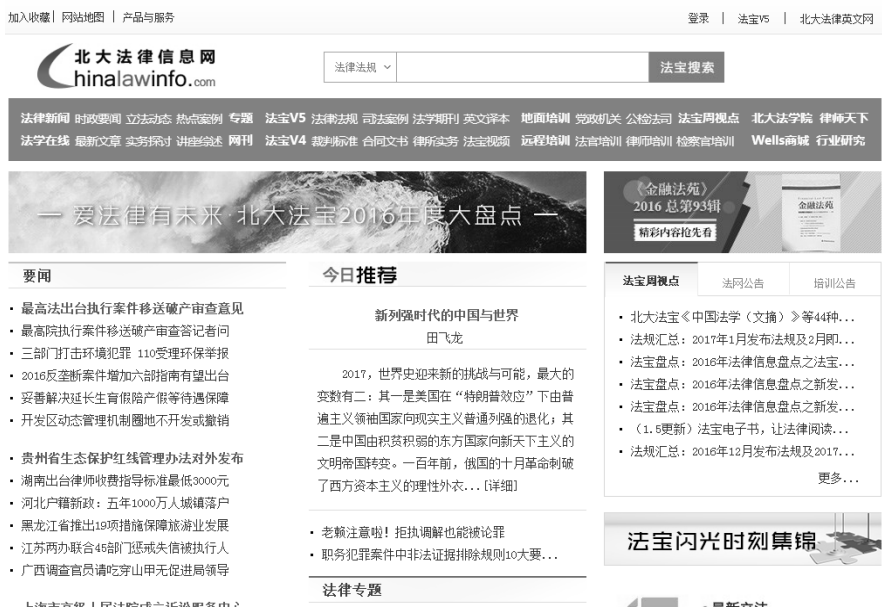 加入收藏 | 网站地图 | 产品与服务
登录 | 法宝V5 | 北大法律英文网
北大法律信息网
hinalawinfo.com
法律法规
法宝搜索
法律新闻 时政要闻 立法动态 热点案例 专题 法宝V5 法律法规 司法案例 法学期刊 英文译本 地面培训 党政机关 公检法司 法宝周视点 北大法学院 律师天下
法学在线 最新文章 实务探讨 讲座综述 网刊 法宝V4 裁判标准 合同文书 律所实务 法宝视频 远程培训 法官培训 律师培训 检察官培训 Wells商城 行业研究
— 爱法律有未来·北大法宝2016年度大盘点 —
《金融法苑》
2016 总第93辑
精彩内容抢先看
金融法苑
要闻
· 最高法出台执行案件移送破产审查意见
· 最高院执行案件移送破产审查答记者问
· 三部门打击环境犯罪 110受理环保举报
· 2016反垄断案件增加六部指南有望出台
· 妥善解决延长生育假陪产假等待遇保障
· 开发区动态管理机制圈地不开发或撤销
· 贵州省生态保护红线管理办法对外发布
· 湖南出台律师收费指导标准最低3000元
· 河北户籍新政：五年1000万人城镇落户
· 黑龙江省推出19项措施保障旅游业发展
· 江苏两办联合45部门惩戒失信被执行人
· 广西调查官员请吃穿山甲无促进局领导
· 上海市高级人民法院成立诉讼服务中心
今日推荐
新列强时代的中国与世界
田飞龙
2017，世界史迎来新的挑战与可能，最大的
变数有二：其一是美国在“特朗普效应”下由普
遍主义领袖国家向现实主义普通列强的退化；其
二是中国由积贫积弱的东方国家向新天下主义的
文明帝国转变。一百年前，俄国的十月革命刺破
了西方资本主义的理性外衣...[详细]
· 老赖注意啦！拒执调解也能被论罪
· 职务犯罪案件中非法证据排除规则10大要...
法律专题
法宝周视点 法网公告 培训公告
· 北大法宝《中国法学（文摘）》等44种...
· 法规汇总：2017年1月发布法规及2月即...
· 法宝盘点：2016年法律信息盘点之法宝...
· 法宝盘点：2016年法律信息盘点之新发...
· 法宝盘点：2016年法律信息盘点之新发...
· （1.5更新）法宝电子书，让法律阅读...
· 法规汇总：2016年12月发布法规及2017...
更多...
法宝闪光时刻集锦
· 最新立法